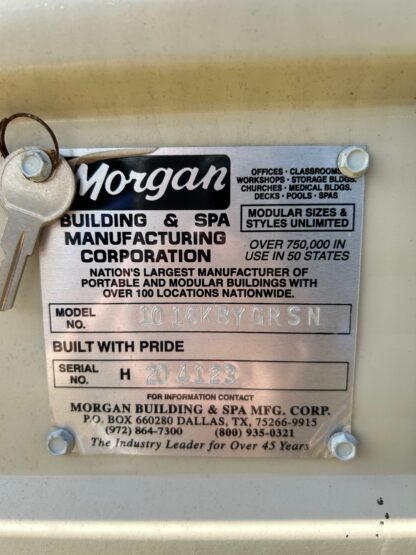 Morgan
OFFICES · CLASSROOMS
WORKSHOPS · STORAGE BLDGS.
CHURCHES · MEDICAL BLDGS.
DECKS · POOLS · SPAS
BUILDING & SPA
MANUFACTURING
CORPORATION
MODULAR SIZES &
STYLES UNLIMITED
OVER 750,000 IN
USE IN 50 STATES
NATION'S LARGEST MANUFACTURER OF
PORTABLE AND MODULAR BUILDINGS WITH
OVER 100 LOCATIONS NATIONWIDE.
MODEL NO. 1016KBYGRSN
BUILT WITH PRIDE
SERIAL NO. H 204123
FOR INFORMATION CONTACT
MORGAN BUILDING & SPA MFG. CORP.
P.O. BOX 660280 DALLAS, TX, 75266-9915
(972) 864-7300 (800) 935-0321
The Industry Leader for Over 45 Years